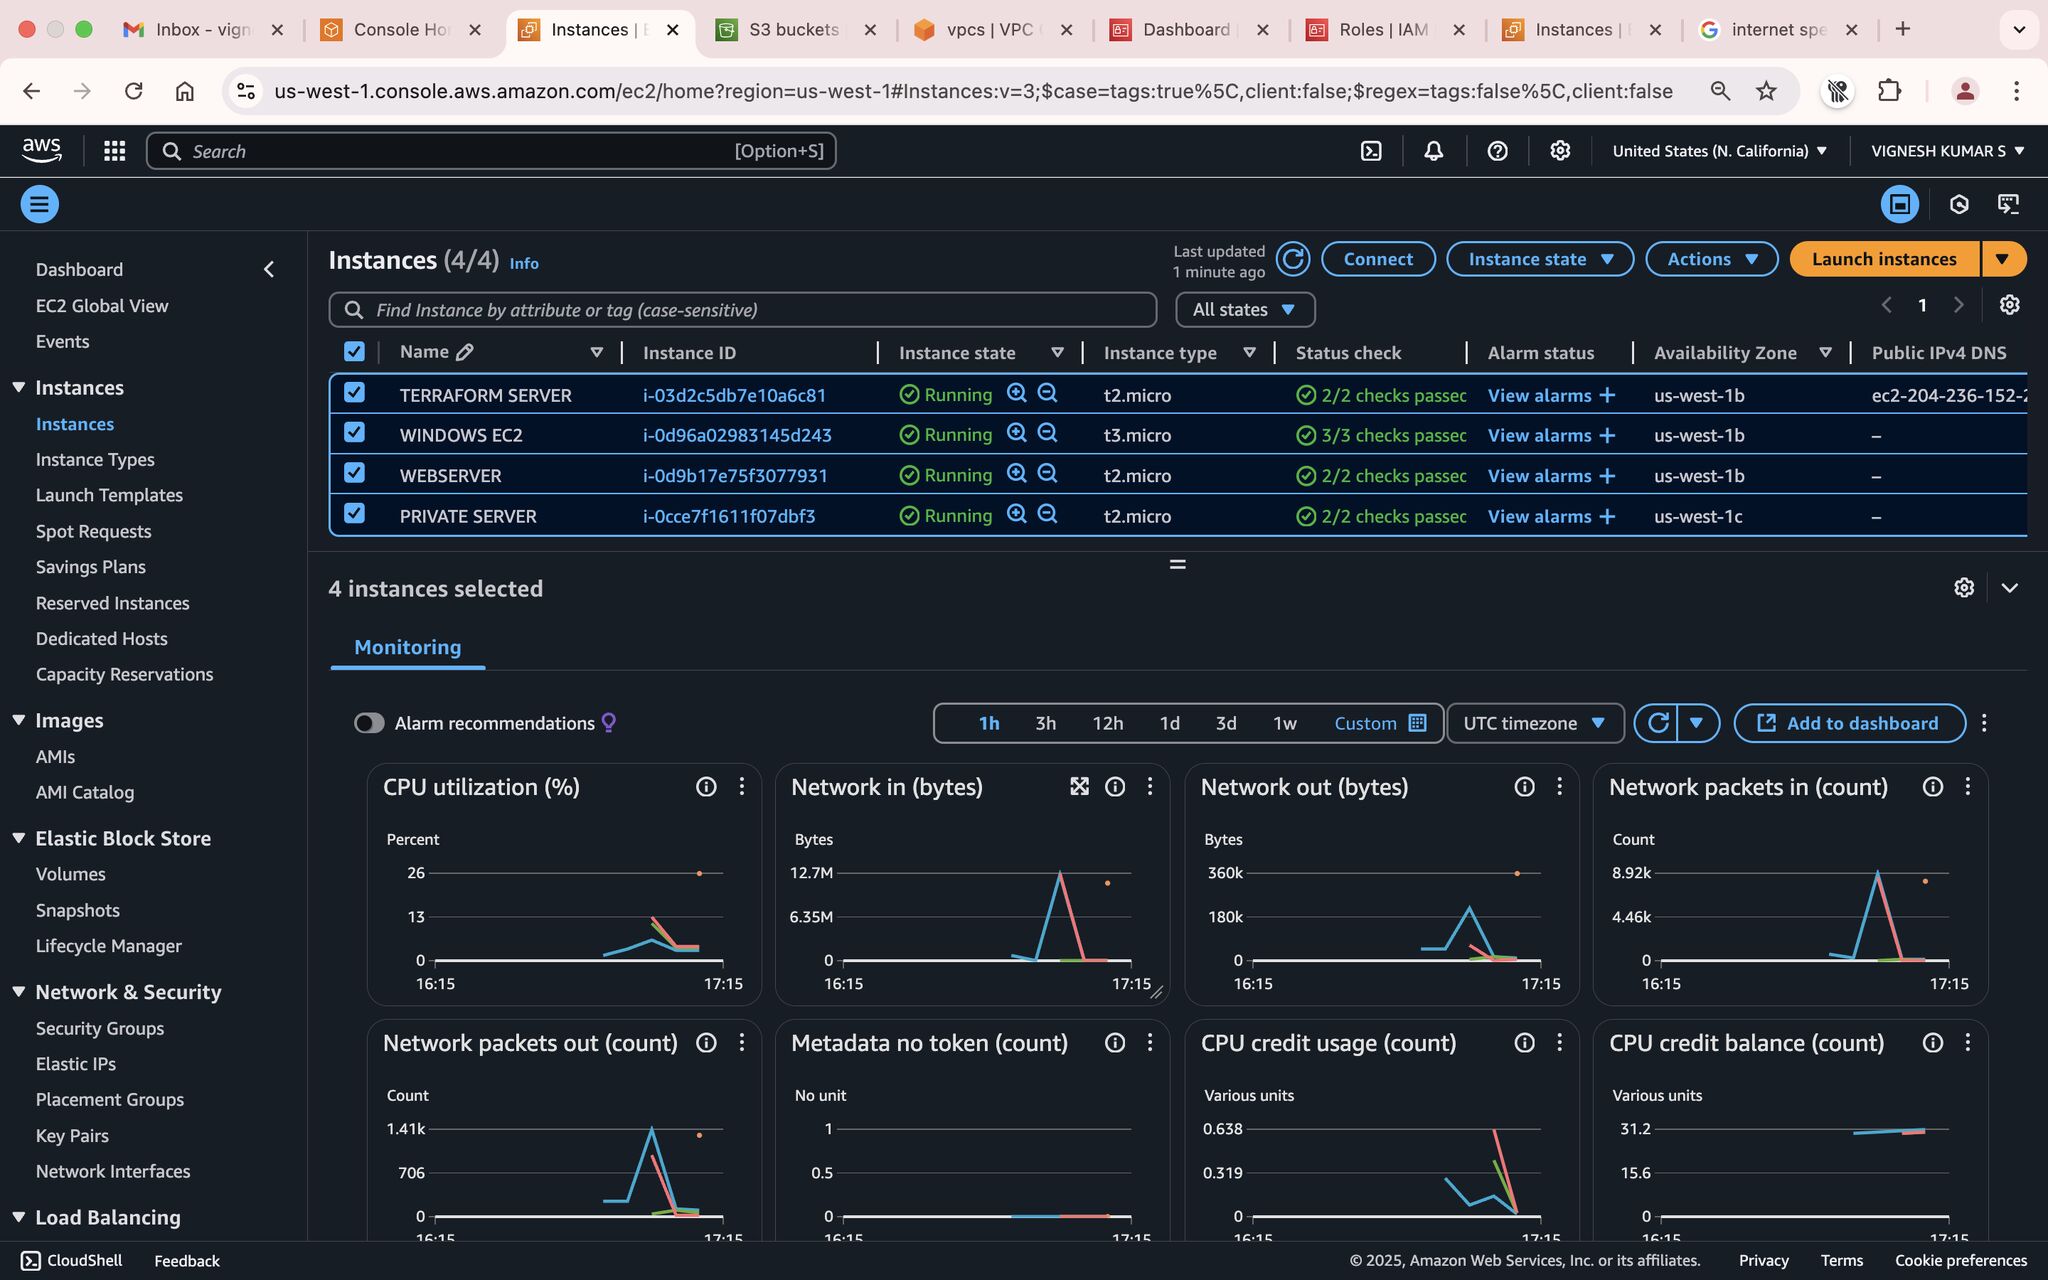 Inbox - vign
Console Ho
Instances |
S3 buckets
vpcs | VPC
Dashboard
Roles | IAM
Instances |
internet spe
us-west-1.console.aws.amazon.com/ec2/home?region=us-west-1#Instances:v=3;$case=tags:true%5C,client:false;$regex=tags:false%5C,client:false
aws
Search
[Option+S]
United States (N. California)
VIGNESH KUMAR S
Dashboard
EC2 Global View
Events
Instances
Instances
Instance Types
Launch Templates
Spot Requests
Savings Plans
Reserved Instances
Dedicated Hosts
Capacity Reservations
Images
AMIs
AMI Catalog
Elastic Block Store
Volumes
Snapshots
Lifecycle Manager
Network & Security
Security Groups
Elastic IPs
Placement Groups
Key Pairs
Network Interfaces
Load Balancing
Instances (4/4) Info
Last updated
1 minute ago
Connect
Instance state
Actions
Launch instances
Find Instance by attribute or tag (case-sensitive)
All states
1
Name Instance ID Instance state Instance type Status check Alarm status Availability Zone Public IPv4 DNS
TERRAFORM SERVER i-03d2c5db7e10a6c81 Running t2.micro 2/2 checks passec View alarms + us-west-1b ec2-204-236-152-2
WINDOWS EC2 i-0d96a02983145d243 Running t3.micro 3/3 checks passec View alarms + us-west-1b –
WEBSERVER i-0d9b17e75f3077931 Running t2.micro 2/2 checks passec View alarms + us-west-1b –
PRIVATE SERVER i-0cce7f1611f07dbf3 Running t2.micro 2/2 checks passec View alarms + us-west-1c –
4 instances selected
Monitoring
Alarm recommendations
1h 3h 12h 1d 3d 1w Custom
UTC timezone
Add to dashboard
CPU utilization (%)
Percent
26
13
0
16:15 17:15
Network in (bytes)
Bytes
12.7M
6.35M
0
16:15 17:15
Network out (bytes)
Bytes
360k
180k
0
16:15 17:15
Network packets in (count)
Count
8.92k
4.46k
0
16:15 17:15
Network packets out (count)
Count
1.41k
706
0
16:15 17:15
Metadata no token (count)
No unit
1
0.5
0
16:15 17:15
CPU credit usage (count)
Various units
0.638
0.319
0
16:15 17:15
CPU credit balance (count)
Various units
31.2
15.6
0
16:15 17:15
CloudShell
Feedback
© 2025, Amazon Web Services, Inc. or its affiliates.
Privacy
Terms
Cookie preferences